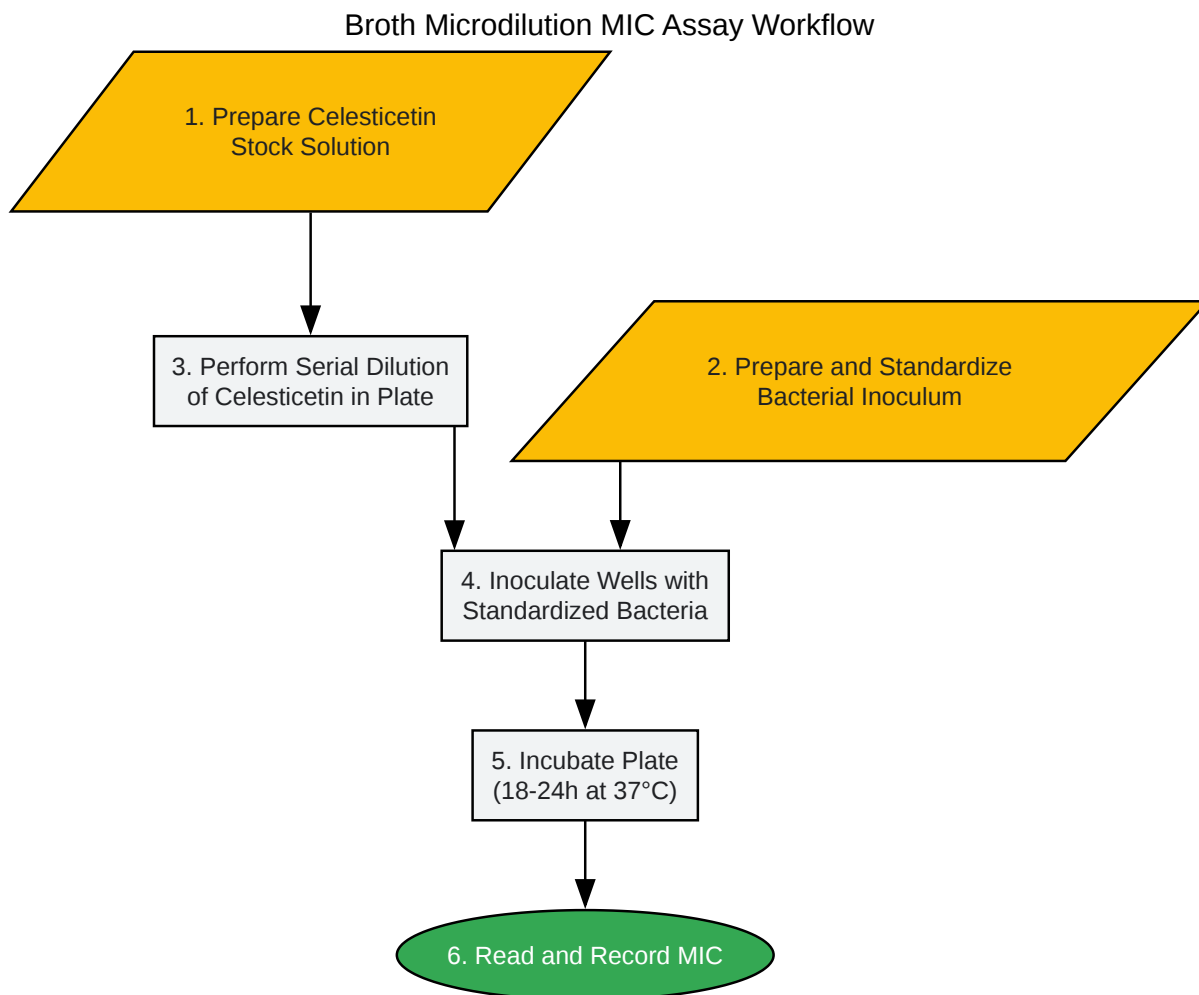 Broth Microdilution MIC Assay Workflow
1. Prepare Celesticetin
Stock Solution
2. Prepare and Standardize
Bacterial Inoculum
3. Perform Serial Dilution
of Celesticetin in Plate
4. Inoculate Wells with
Standardized Bacteria
5. Incubate Plate
(18-24h at 37°C)
6. Read and Record MIC